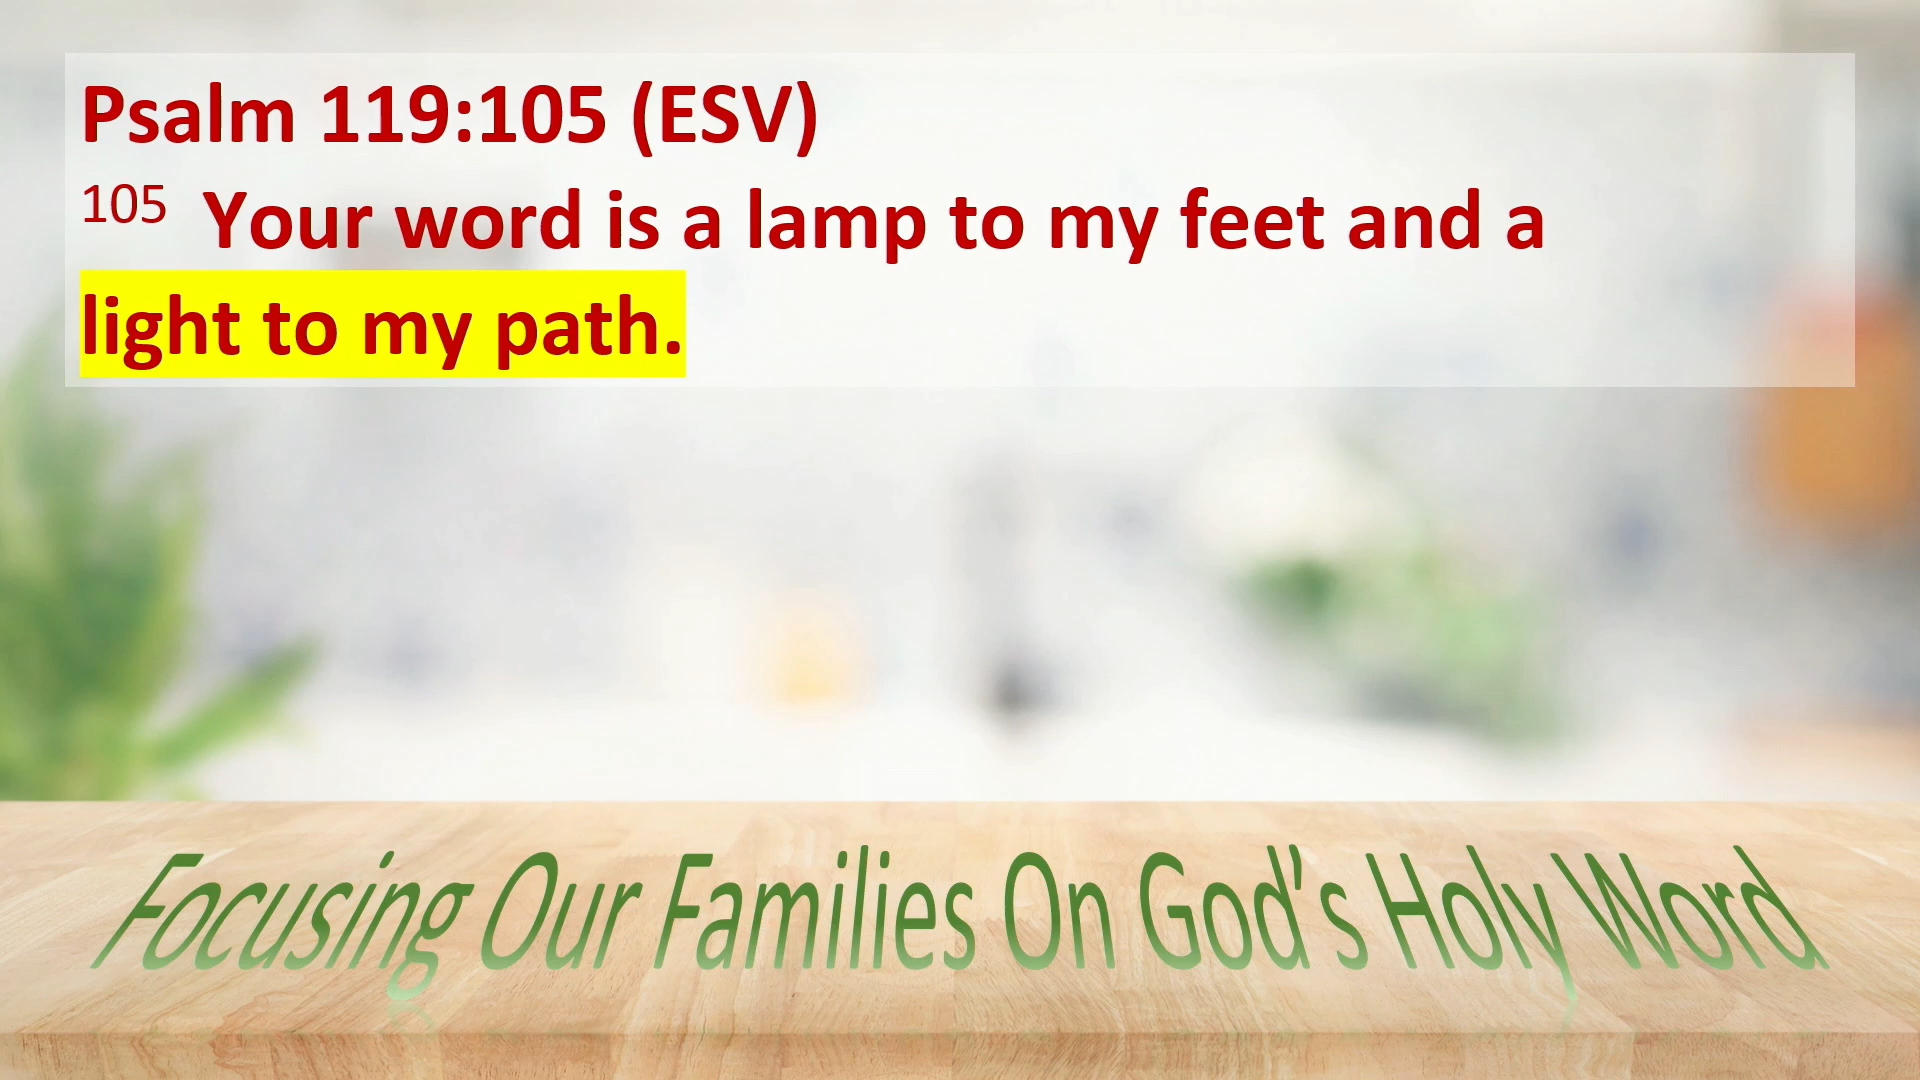 Psalm 119:105 (ESV)
105 Your word is a lamp to my feet and a
light to my path.
Focusing Our Families On God's Holy Word